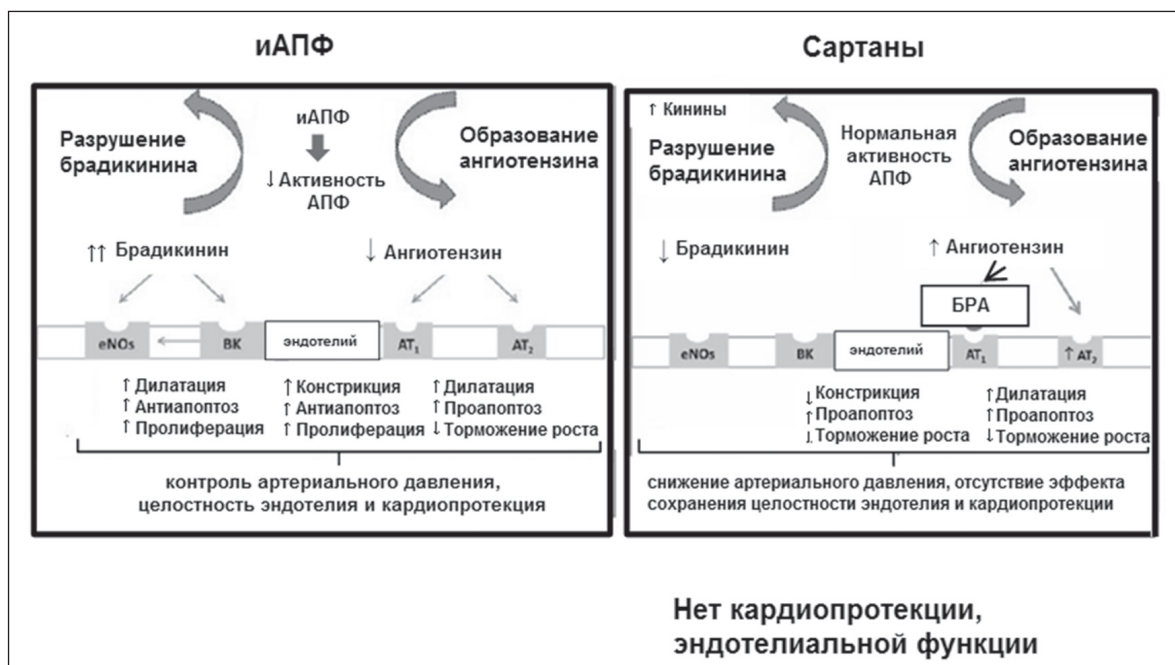 иАПФ
Разрушение
брадикинина
иАПФ
↓ Активность
АПФ
Образование
ангиотензина
↑↑ Брадикинин
↓ Ангиотензин
eNOs
BK
эндотелий
AT₁
AT₂
↑ Дилатация
↑ Антиапоптоз
↑ Пролиферация
↑ Констрикция
↑ Антиапоптоз
↑ Пролиферация
↑ Дилатация
↑ Проапоптоз
↓ Торможение роста
контроль артериального давления,
целостность эндотелия и кардиопротекция
Сартаны
↑ Кинины
Разрушение
брадикинина
Нормальная
активность
АПФ
Образование
ангиотензина
↓ Брадикинин
↑ Ангиотензин
БРА
eNOs
BK
эндотелий
AT₁
↑ AT₂
↓ Констрикция
↑ Проапоптоз
↓ Торможение роста
↑ Дилатация
↑ Проапоптоз
↓ Торможение роста
снижение артериального давления, отсутствие эффекта
сохранения целостности эндотелия и кардиопротекции
Нет кардиопротекции,
эндотелиальной функции